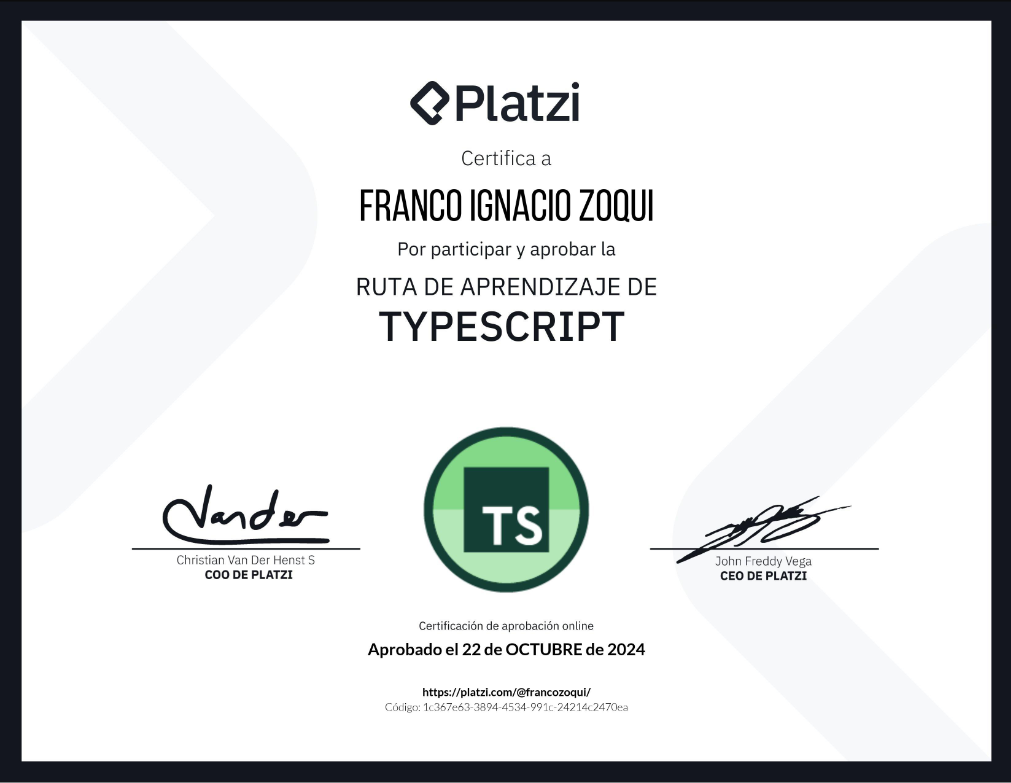 Platzi
Certifica a
FRANCO IGNACIO ZOQUI
Por participar y aprobar la
RUTA DE APRENDIZAJE DE
TYPESCRIPT
TS
Vander
Christian Van Der Henst S
COO DE PLATZI
John Freddy Vega
CEO DE PLATZI
Certificación de aprobación online
Aprobado el 22 de OCTUBRE de 2024
https://platzi.com/@francozoqui/
Código: 1c367e63-3894-4534-991c-24214c2470ea